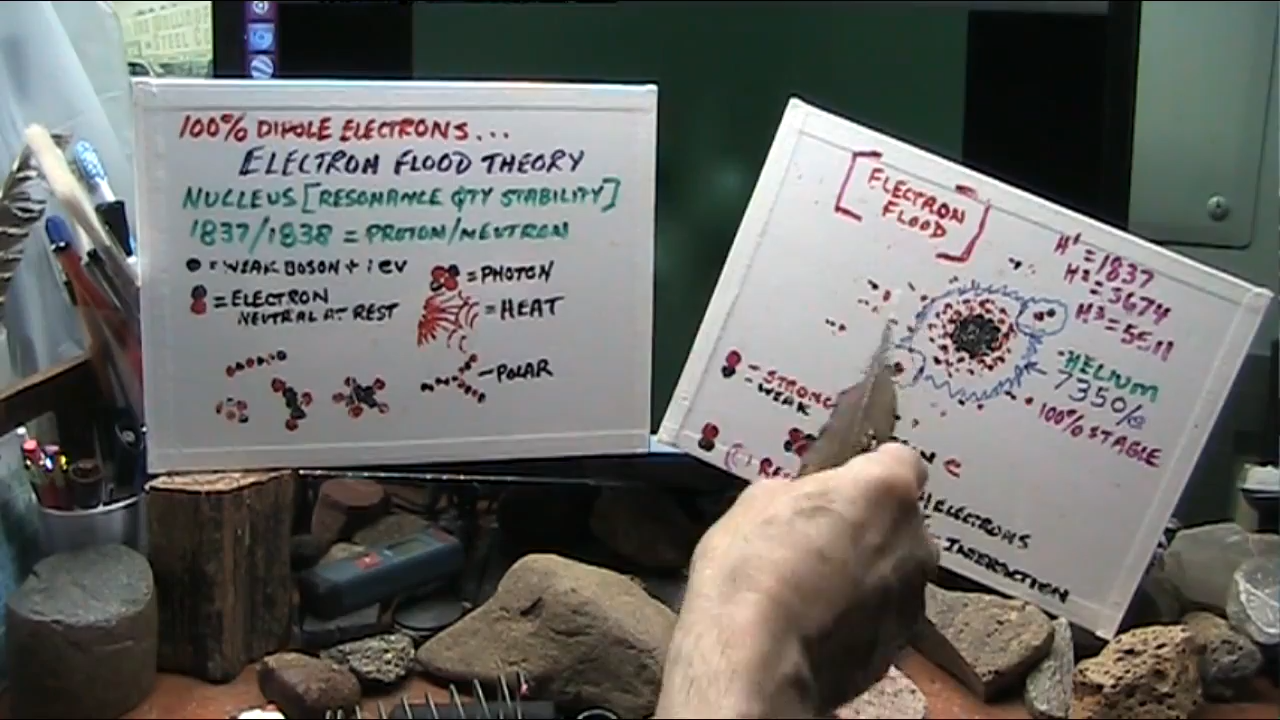 100% DIPOLE ELECTRONS...
ELECTRON FLOOD THEORY
NUCLEUS [RESONANCE QTY STABILITY]
1837/1838 = PROTON/NEUTRON
= WEAK BOSON + 1 eV
= ELECTRON
NEUTRAL AT REST
= PHOTON
= HEAT
POLAR
[ELECTRON
FLOOD]
H1 = 1837
H2 = 3674
H3 = 5511
HELIUM
7350/e
100% STABLE
= STRONG
WEAK
ELECTRONS
INTERACTION